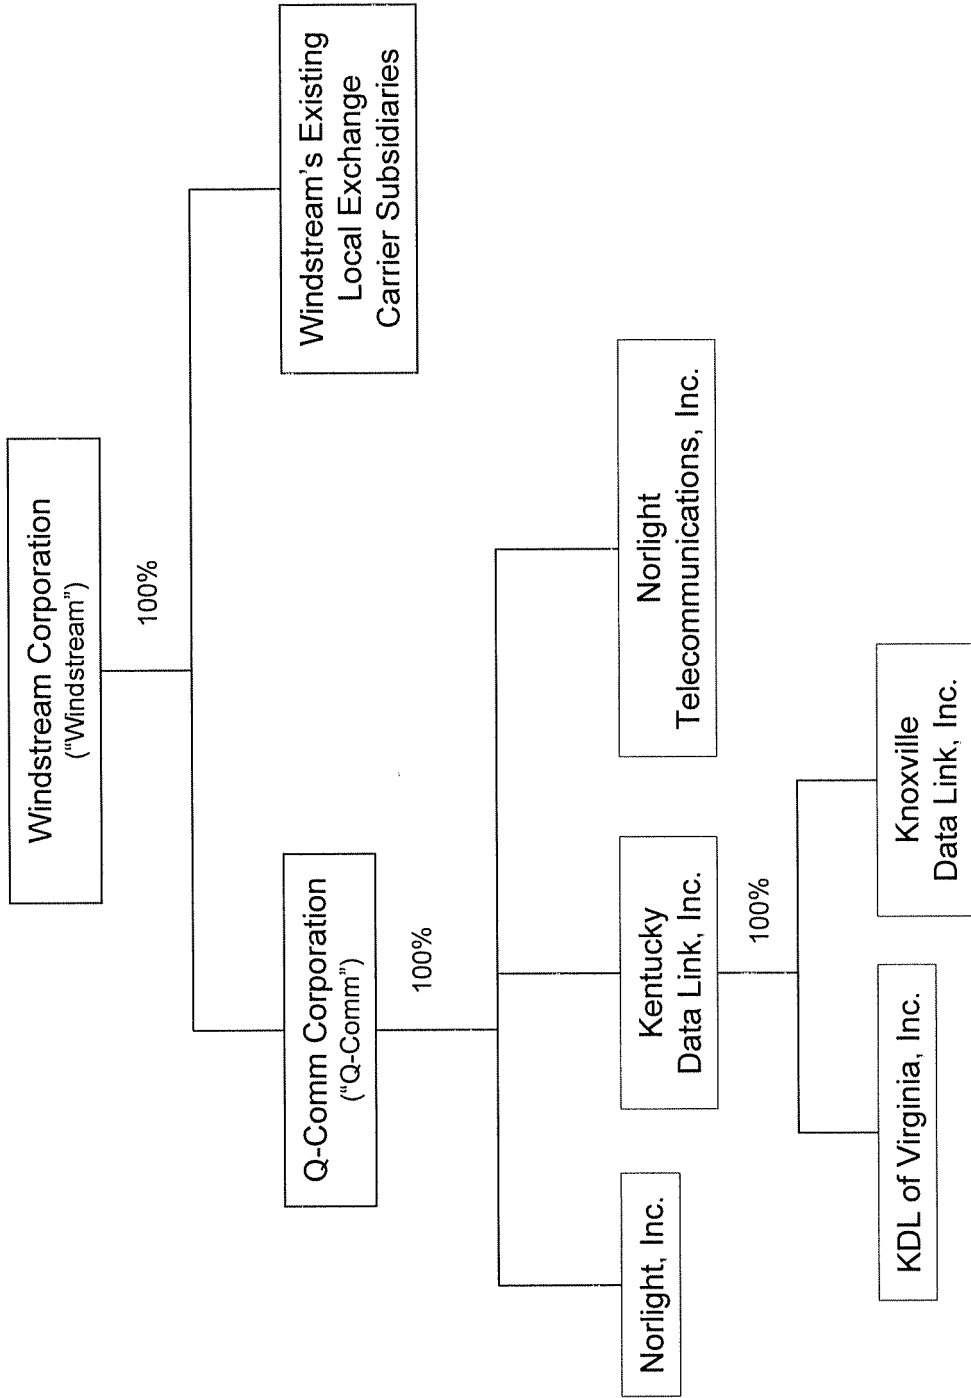 Windstream Corporation
(“Windstream”)
100%
Q-Comm Corporation
(“Q-Comm”)
Windstream’s Existing
Local Exchange
Carrier Subsidiaries
100%
Norlight, Inc.
Kentucky
Data Link, Inc.
Norlight
Telecommunications, Inc.
100%
KDL of Virginia, Inc.
Knoxville
Data Link, Inc.